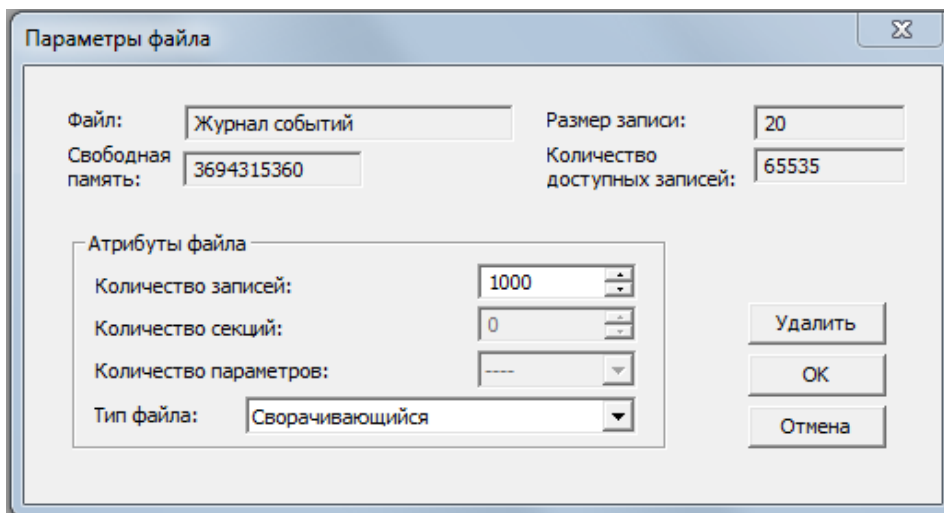 Параметры файла
Файл: Журнал событий Размер записи: 20
Свободная память: 3694315360 Количество доступных записей: 65535
Атрибуты файла
Количество записей: 1000
Количество секций: 0
Удалить
Количество параметров: ----
OK
Тип файла: Сворачивающийся
Отмена